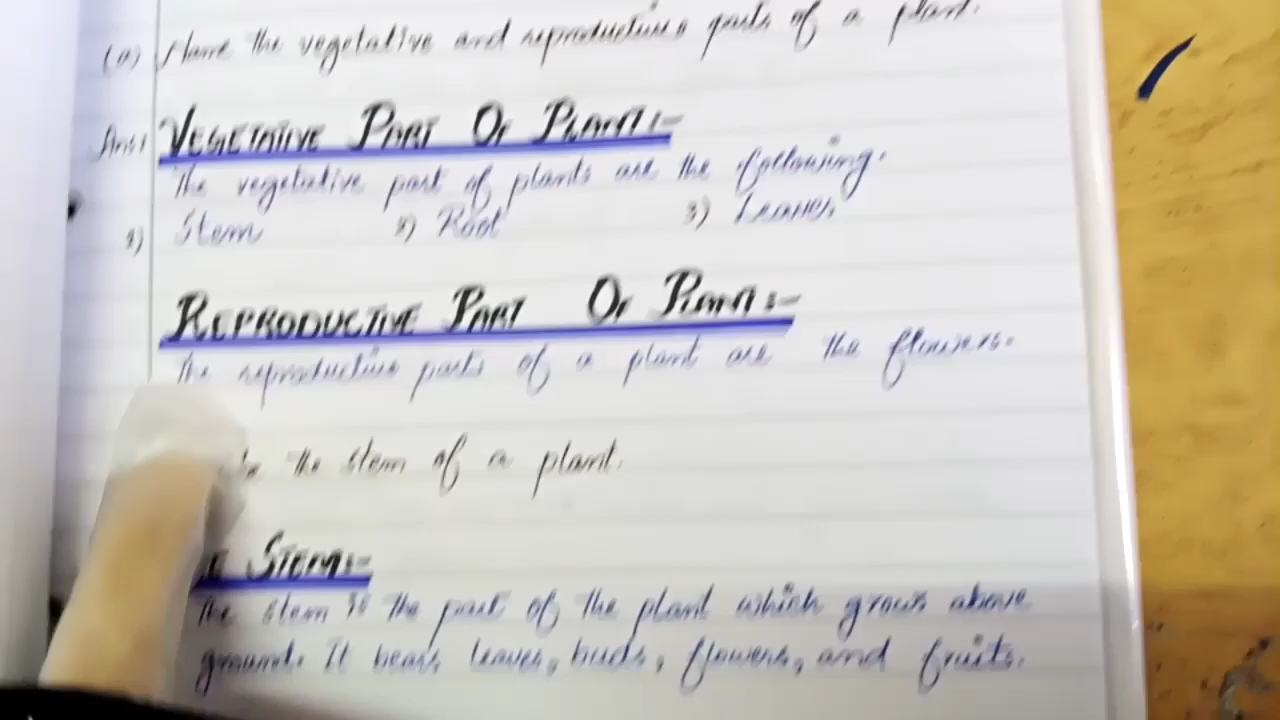 (a) Name the vegetative and reproductive parts of a plant.
Ans: VEGETATIVE PART OF PLANT:-
The vegetative part of plants are the following.
1) Stem 2) Root 3) Leaves
REPRODUCTIVE PART OF PLANT:-
The reproductive parts of a plant are the flowers.
the stem of a plant.
STEM:-
The stem is the part of the plant which grows above
ground. It bears leaves, buds, flowers, and fruits.